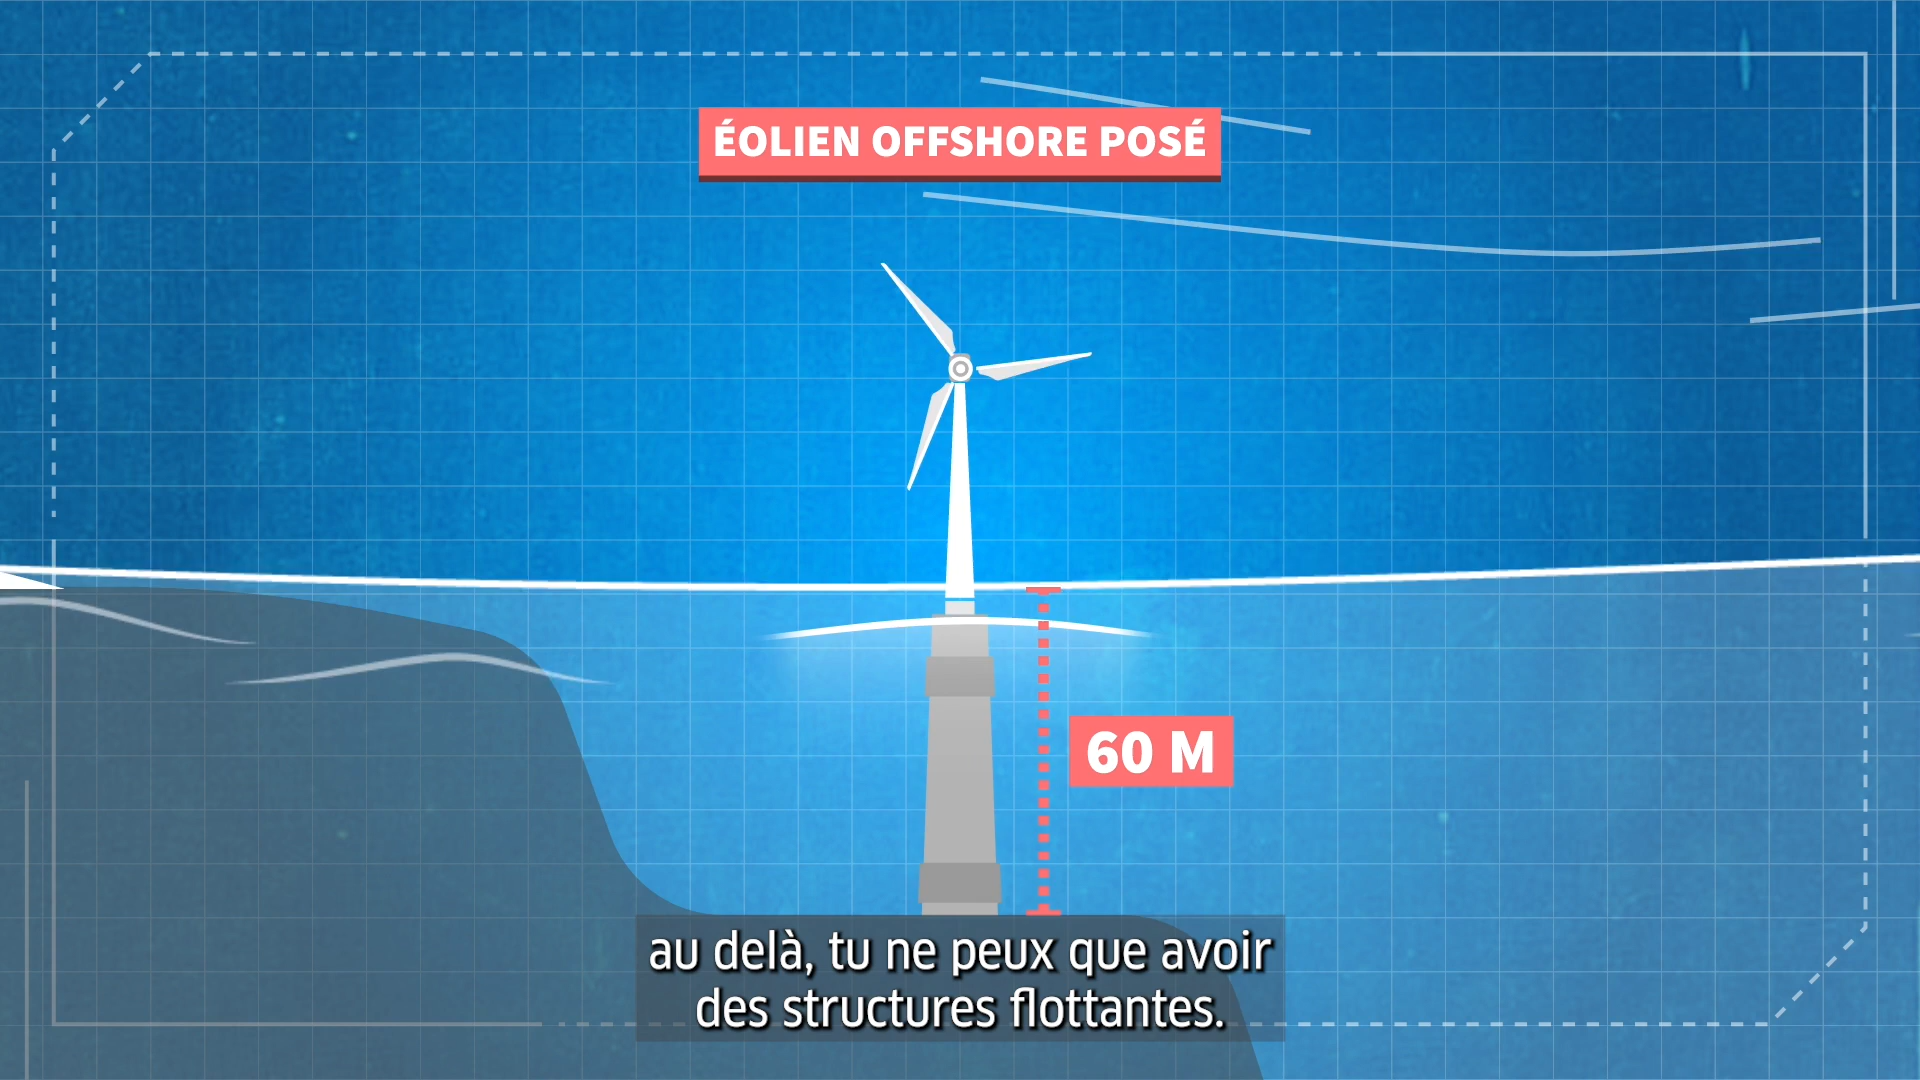 ÉOLIEN OFFSHORE POSÉ
60 M
au delà, tu ne peux que avoir
des structures flottantes.